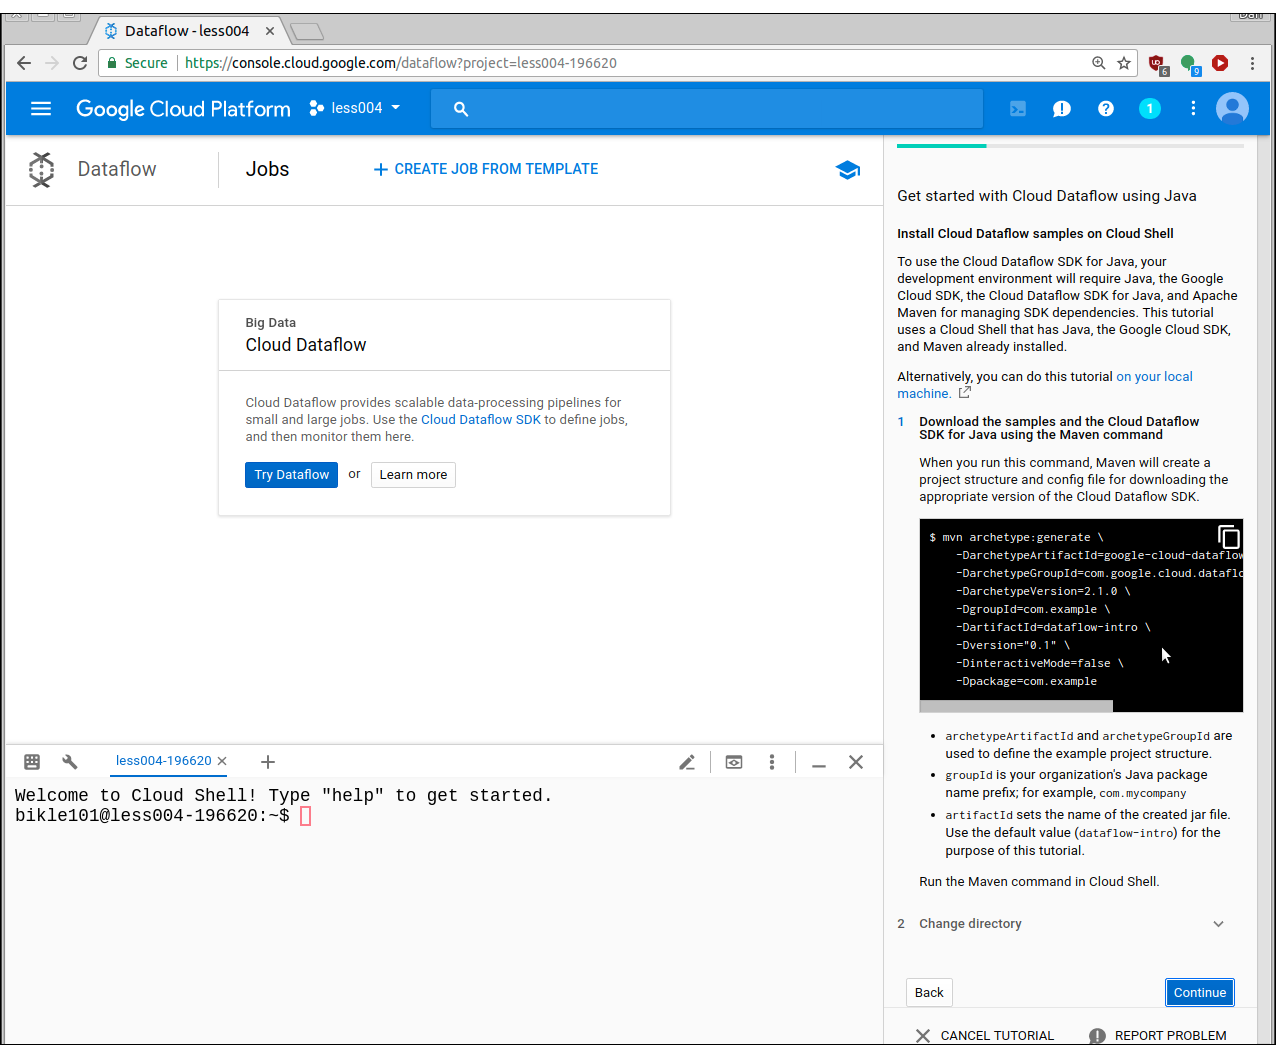 Dan
Dataflow - less004
Secure
https://console.cloud.google.com/dataflow?project=less004-196620
6
9
Google Cloud Platform
less004
1
Dataflow
Jobs
CREATE JOB FROM TEMPLATE
Big Data
Cloud Dataflow
Cloud Dataflow provides scalable data-processing pipelines for
small and large jobs. Use the Cloud Dataflow SDK to define jobs,
and then monitor them here.
Try Dataflow or Learn more
less004-196620
Welcome to Cloud Shell! Type "help" to get started.
bikle101@less004-196620:~$
Get started with Cloud Dataflow using Java
Install Cloud Dataflow samples on Cloud Shell
To use the Cloud Dataflow SDK for Java, your
development environment will require Java, the Google
Cloud SDK, the Cloud Dataflow SDK for Java, and Apache
Maven for managing SDK dependencies. This tutorial
uses a Cloud Shell that has Java, the Google Cloud SDK,
and Maven already installed.
Alternatively, you can do this tutorial on your local
machine.
1 Download the samples and the Cloud Dataflow
SDK for Java using the Maven command
When you run this command, Maven will create a
project structure and config file for downloading the
appropriate version of the Cloud Dataflow SDK.
$ mvn archetype:generate \
-DarchetypeArtifactId=google-cloud-dataflow
-DarchetypeGroupId=com.google.cloud.dataflo
-DarchetypeVersion=2.1.0 \
-DgroupId=com.example \
-DartifactId=dataflow-intro \
-Dversion="0.1" \
-DinteractiveMode=false \
-Dpackage=com.example
• archetypeArtifactId and archetypeGroupId are
used to define the example project structure.
• groupId is your organization's Java package
name prefix; for example, com.mycompany
• artifactId sets the name of the created jar file.
Use the default value (dataflow-intro) for the
purpose of this tutorial.
Run the Maven command in Cloud Shell.
2 Change directory
Back
Continue
CANCEL TUTORIAL
REPORT PROBLEM